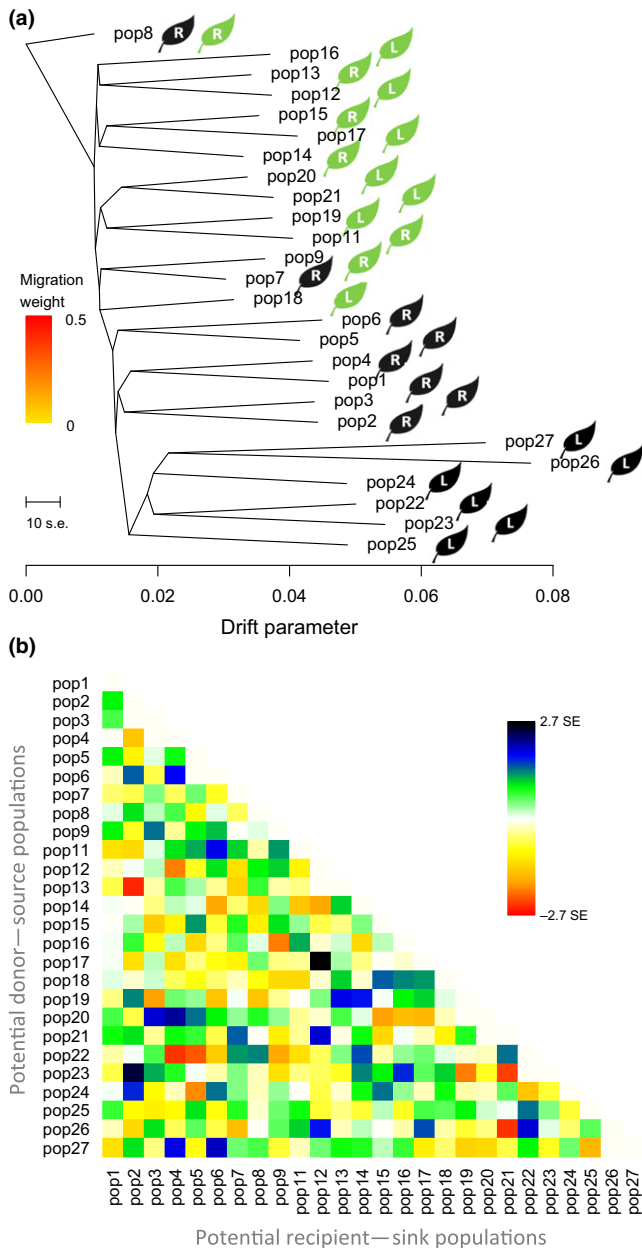 (a)
pop8 R R
pop16 L
pop13 R
pop12 L
pop15 R
pop17 L
pop14 R
pop20 L
pop21 L
pop19 L
pop11 R
pop9 R
pop7 R
pop18 L
pop6 R
pop5 R
pop4 R
pop1 R
pop3 R
pop2 R
pop27 L
pop26 L
pop24 L
pop22 L
pop23 L
pop25 L
Migration
weight
0.5
0
10 s.e.
0.00 0.02 0.04 0.06 0.08
Drift parameter
(b)
Potential donor—source populations
pop1
pop2
pop3
pop4
pop5
pop6
pop7
pop8
pop9
pop11
pop12
pop13
pop14
pop15
pop16
pop17
pop18
pop19
pop20
pop21
pop22
pop23
pop24
pop25
pop26
pop27
2.7 SE
−2.7 SE
pop1 pop2 pop3 pop4 pop5 pop6 pop7 pop8 pop9 pop11 pop12 pop13 pop14 pop15 pop16 pop17 pop18 pop19 pop20 pop21 pop22 pop23 pop24 pop25 pop26 pop27
Potential recipient—sink populations